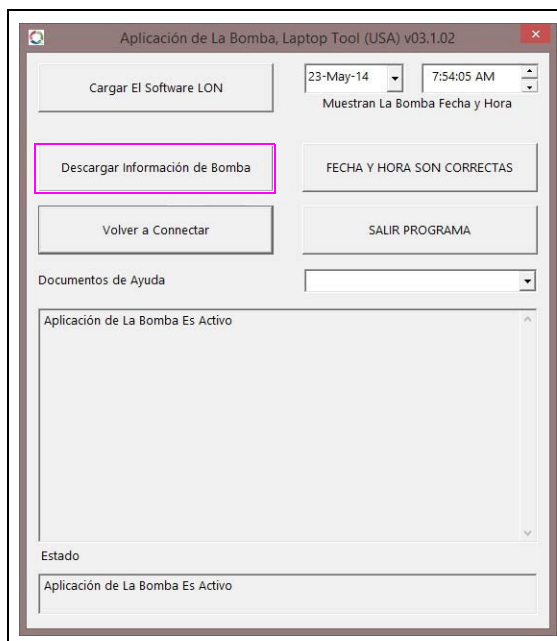 Aplicación de La Bomba, Laptop Tool (USA) v03.1.02
Cargar El Software LON
23-May-14
7:54:05 AM
Muestran La Bomba Fecha y Hora
Descargar Información de Bomba
FECHA Y HORA SON CORRECTAS
Volver a Connectar
SALIR PROGRAMA
Documentos de Ayuda
Aplicación de La Bomba Es Activo
Estado
Aplicación de La Bomba Es Activo